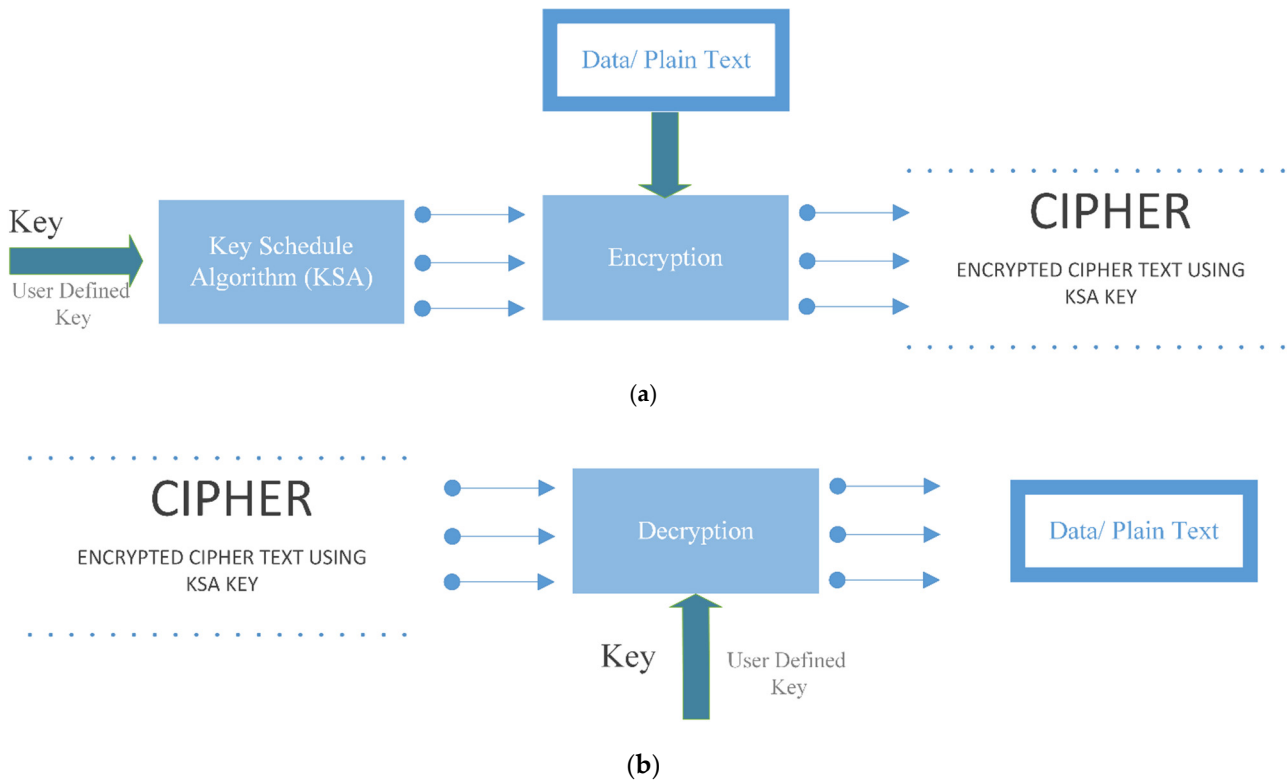 Data/ Plain Text
Key
User Defined
Key
Key Schedule
Algorithm (KSA)
Encryption
CIPHER
ENCRYPTED CIPHER TEXT USING
KSA KEY
(a)
CIPHER
ENCRYPTED CIPHER TEXT USING
KSA KEY
Decryption
Data/ Plain Text
Key
User Defined
Key
(b)